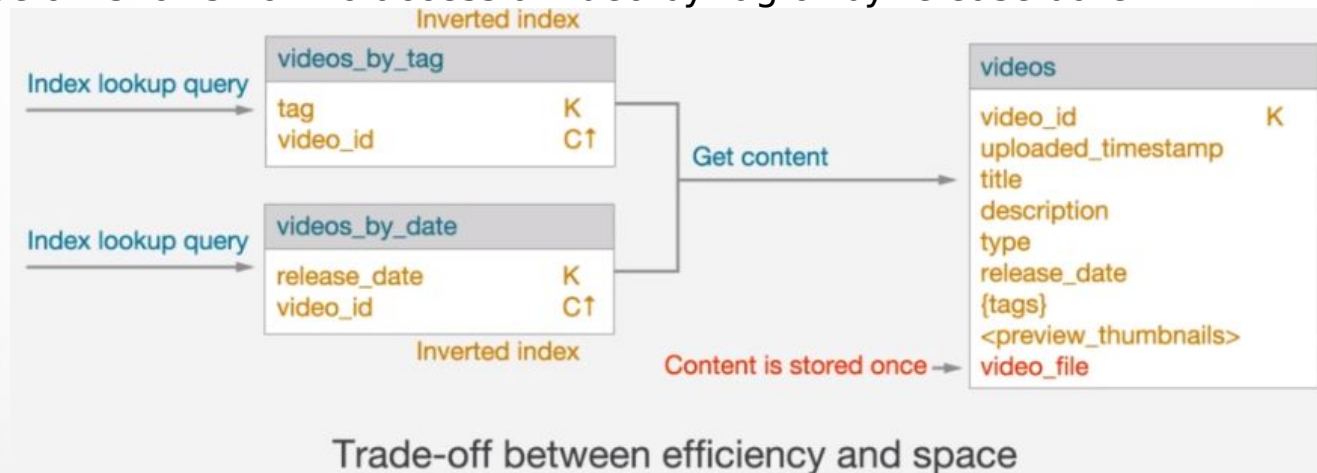 Inverted index
videos_by_tag
Index lookup query
tag K
video_id C↑
videos_by_date
Index lookup query
release_date K
video_id C↑
Inverted index
Get content
Content is stored once
videos
video_id K
uploaded_timestamp
title
description
type
release_date
{tags}
<preview_thumbnails>
video_file
Trade-off between efficiency and space